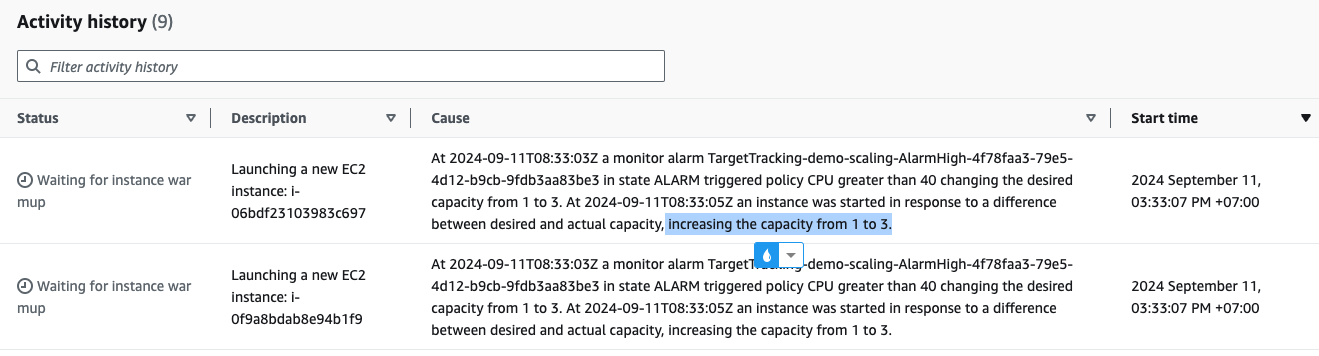 Activity history (9)
Filter activity history
Status Description Cause Start time
Waiting for instance war
mup
Launching a new EC2
instance: i-
06bdf23103983c697
At 2024-09-11T08:33:03Z a monitor alarm TargetTracking-demo-scaling-AlarmHigh-4f78faa3-79e5-
4d12-b9cb-9fdb3aa83be3 in state ALARM triggered policy CPU greater than 40 changing the desired
capacity from 1 to 3. At 2024-09-11T08:33:05Z an instance was started in response to a difference
between desired and actual capacity, increasing the capacity from 1 to 3.
2024 September 11,
03:33:07 PM +07:00
Waiting for instance war
mup
Launching a new EC2
instance: i-
0f9a8bdab8e94b1f9
At 2024-09-11T08:33:03Z a monitor alarm TargetTracking-demo-scaling-AlarmHigh-4f78faa3-79e5-
4d12-b9cb-9fdb3aa83be3 in state ALARM triggered policy CPU greater than 40 changing the desired
capacity from 1 to 3. At 2024-09-11T08:33:05Z an instance was started in response to a difference
between desired and actual capacity, increasing the capacity from 1 to 3.
2024 September 11,
03:33:07 PM +07:00